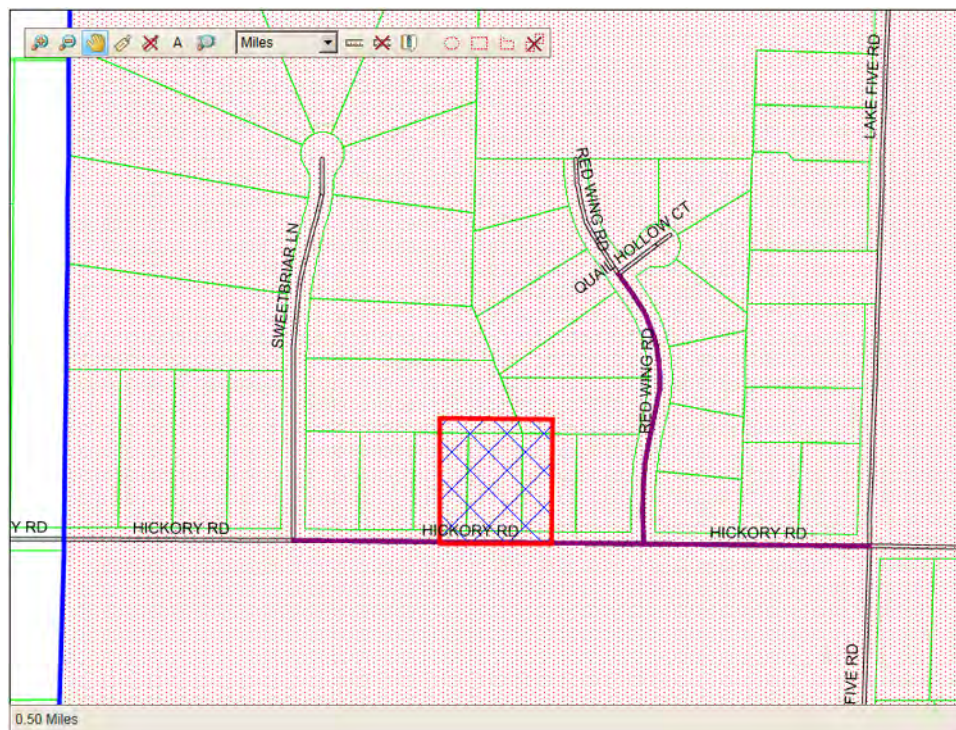 A
Miles
LAKE FIVE RD
RED WING RD
QUAIL HOLLOW CT
SWEETBRIAR LN
RED WING RD
Y RD
HICKORY RD
HICKORY RD
HICKORY RD
FIVE RD
0.50 Miles